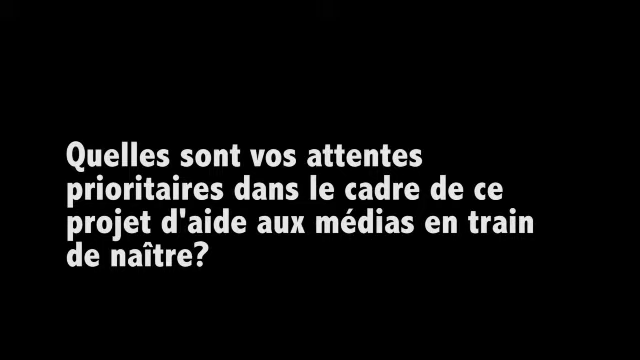 Quelles sont vos attentes
prioritaires dans le cadre de ce
projet d'aide aux médias en train
de naître?